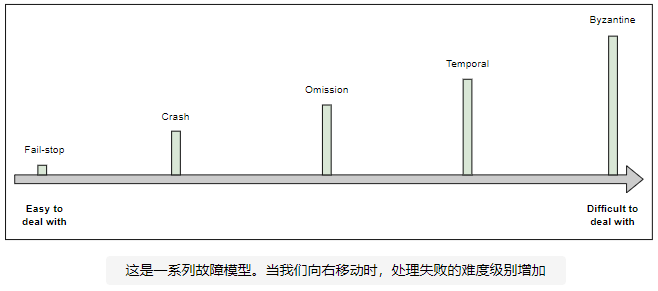 Byzantine
Temporal
Omission
Crash
Fail-stop
Easy to
deal with
Difficult to
deal with
这是一系列故障模型。当我们向右移动时，处理失败的难度级别增加